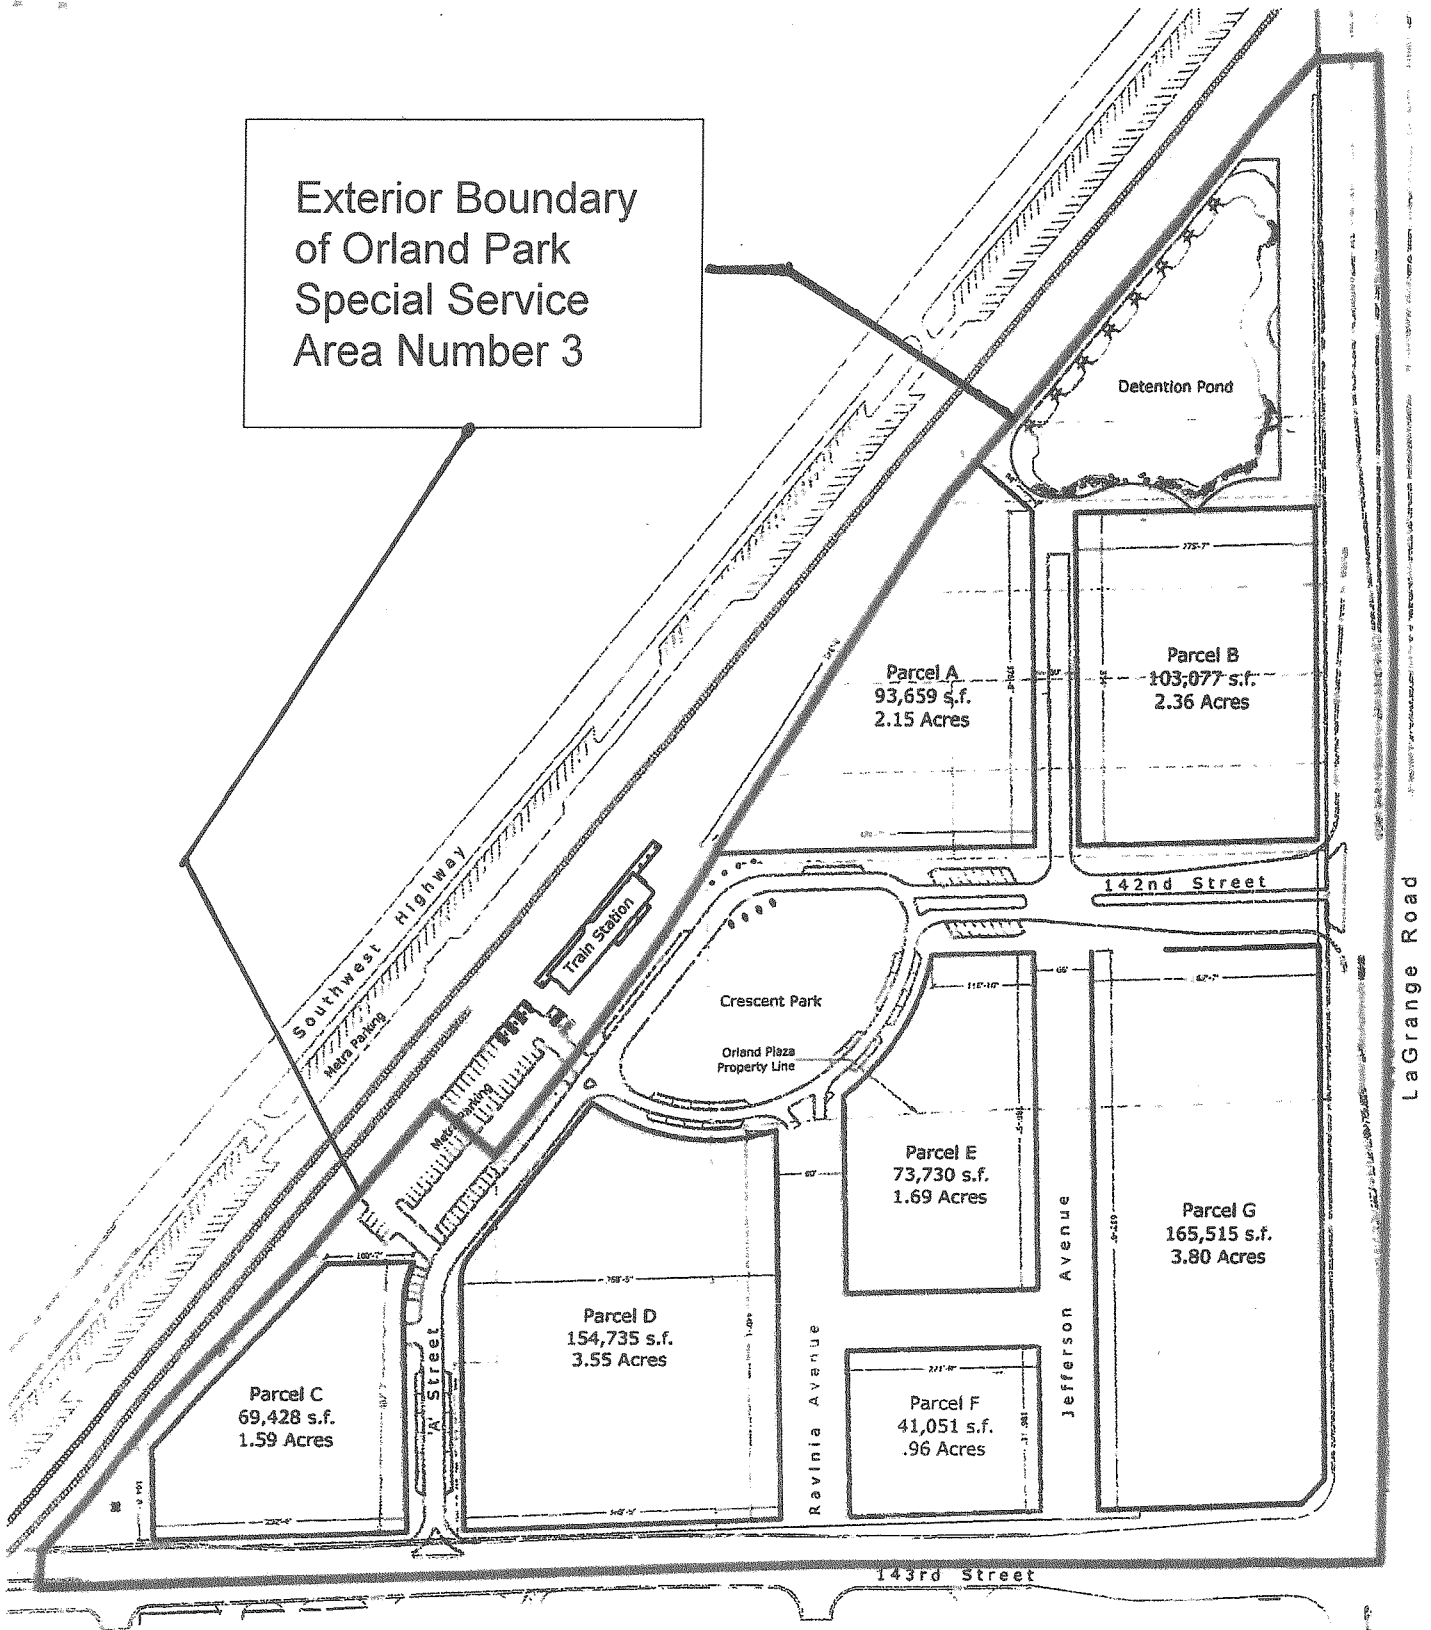 Exterior Boundary
of Orland Park
Special Service
Area Number 3
Detention Pond
275'-7"
Parcel A
93,659 s.f.
2.15 Acres
Parcel B
103,077 s.f.
2.36 Acres
142nd Street
LaGrange Road
Southwest Highway
Metra Parking
Train Station
Metra Parking
Crescent Park
Orland Plaza
Property Line
66'
60'
Parcel E
73,730 s.f.
1.69 Acres
Parcel G
165,515 s.f.
3.80 Acres
Parcel D
154,735 s.f.
3.55 Acres
Parcel C
69,428 s.f.
1.59 Acres
'A' Street
Ravinia Avenue
Jefferson Avenue
Parcel F
41,051 s.f.
.96 Acres
143rd Street